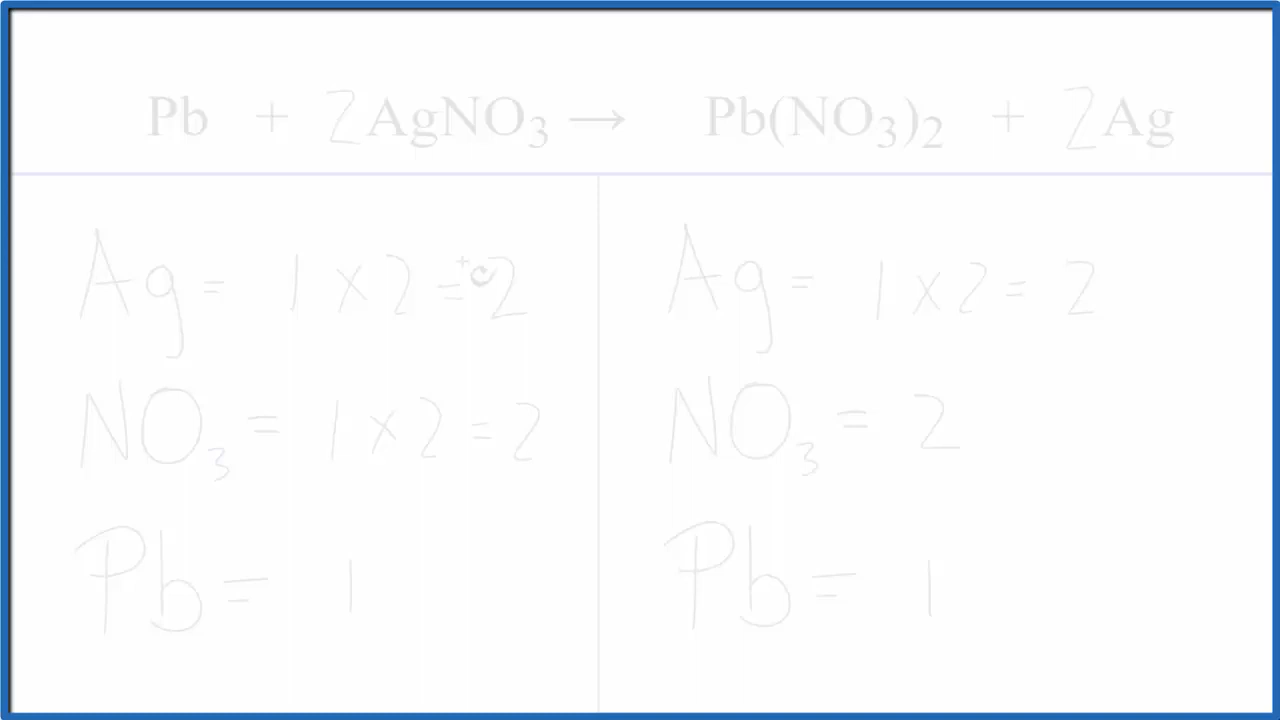 Pb + 2AgNO₃ → Pb(NO₃)₂ + 2Ag
Ag = 1 x 2 = 2
NO₃ = 1 x 2 = 2
Pb = 1
Ag = 1 x 2 = 2
NO₃ = 2
Pb = 1